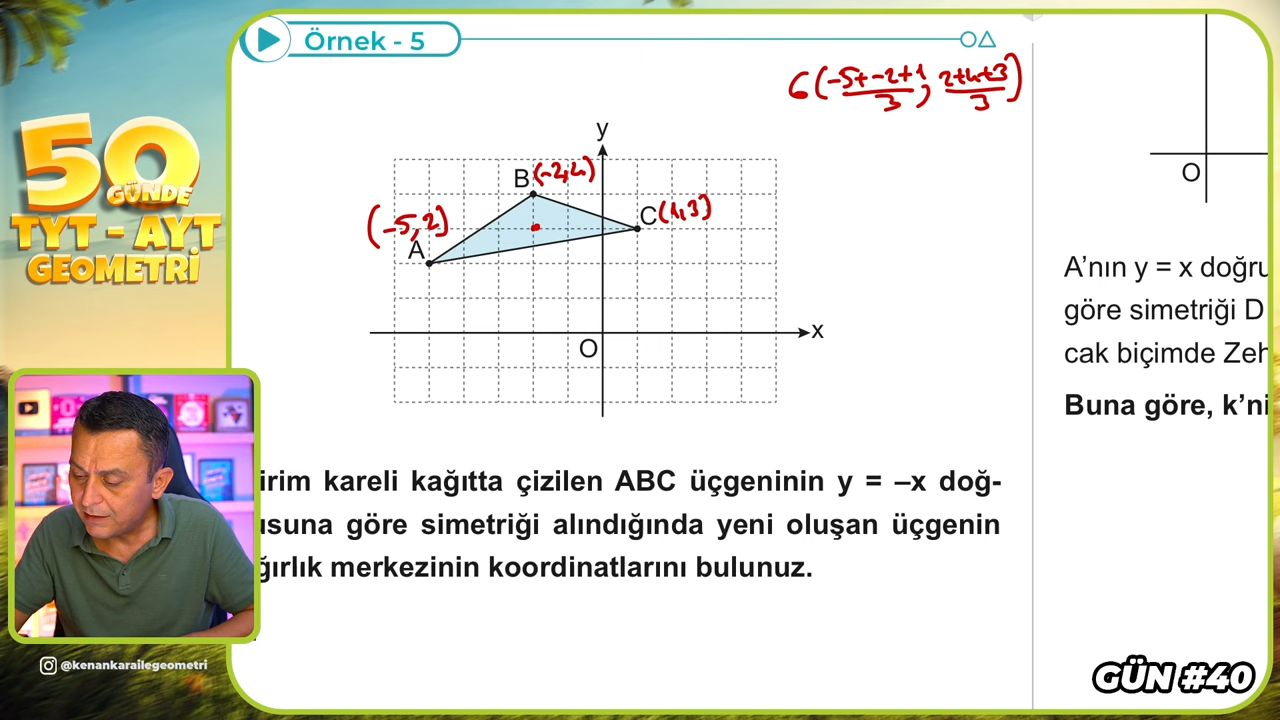 Örnek - 5
G(-5+-2+1/3, 2+4+3/3)
50
GÜNDE
TYT - AYT
GEOMETRİ
y
B(-2,4)
C(1,3)
(-5,2)
A
x
O
irim kareli kağıtta çizilen ABC üçgeninin y = –x doğ-
usuna göre simetriği alındığında yeni oluşan üçgenin
ğırlık merkezinin koordinatlarını bulunuz.
O
A’nın y = x doğru
göre simetriği D
cak biçimde Zeh
Buna göre, k’ni
@kenankarailegeometri
GÜN #40